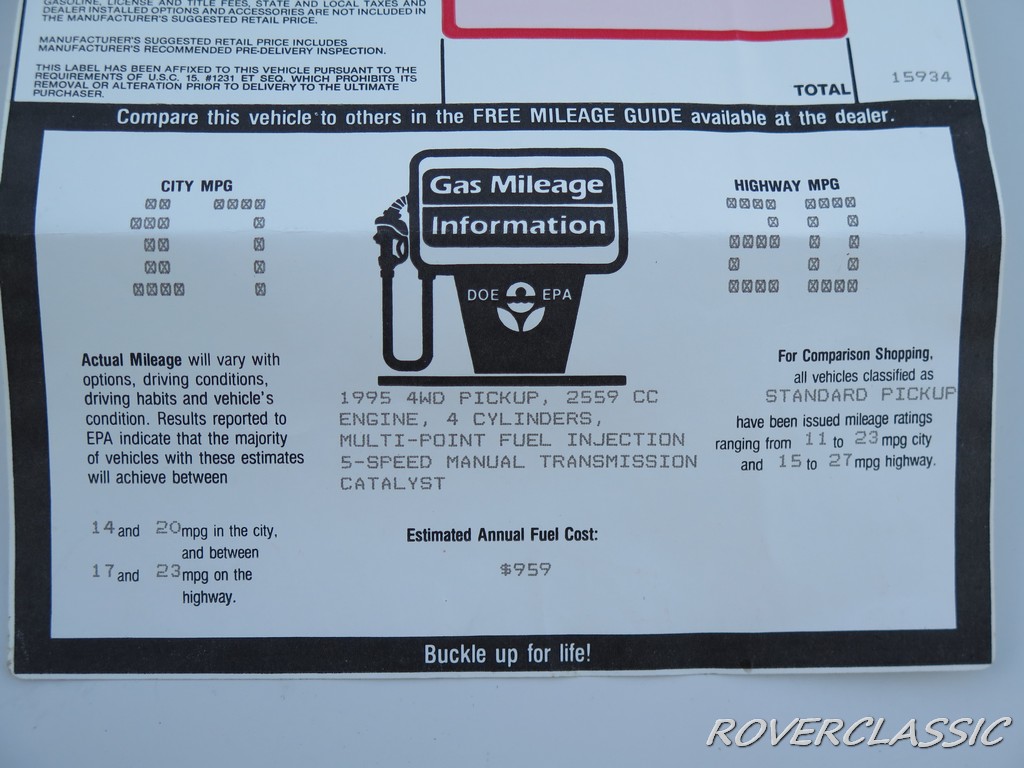 GASOLINE, LICENSE AND TITLE FEES, STATE AND LOCAL TAXES AND
DEALER INSTALLED OPTIONS AND ACCESSORIES ARE NOT INCLUDED IN
THE MANUFACTURER'S SUGGESTED RETAIL PRICE.
MANUFACTURER'S SUGGESTED RETAIL PRICE INCLUDES
MANUFACTURER'S RECOMMENDED PRE-DELIVERY INSPECTION.
THIS LABEL HAS BEEN AFFIXED TO THIS VEHICLE PURSUANT TO THE
REQUIREMENTS OF U.S.C. 15, #1231 ET SEQ. WHICH PROHIBITS ITS
REMOVAL OR ALTERATION PRIOR TO DELIVERY TO THE ULTIMATE
PURCHASER.
TOTAL 15934
Compare this vehicle to others in the FREE MILEAGE GUIDE available at the dealer.
CITY MPG
17
Gas Mileage
Information
DOE EPA
HIGHWAY MPG
20
Actual Mileage will vary with
options, driving conditions,
driving habits and vehicle's
condition. Results reported to
EPA indicate that the majority
of vehicles with these estimates
will achieve between
14 and 20 mpg in the city,
and between
17 and 23 mpg on the
highway.
1995 4WD PICKUP, 2559 CC
ENGINE, 4 CYLINDERS,
MULTI-POINT FUEL INJECTION
5-SPEED MANUAL TRANSMISSION
CATALYST
Estimated Annual Fuel Cost:
$959
For Comparison Shopping,
all vehicles classified as
STANDARD PICKUP
have been issued mileage ratings
ranging from 11 to 23 mpg city
and 15 to 27 mpg highway.
Buckle up for life!
ROVERCLASSIC